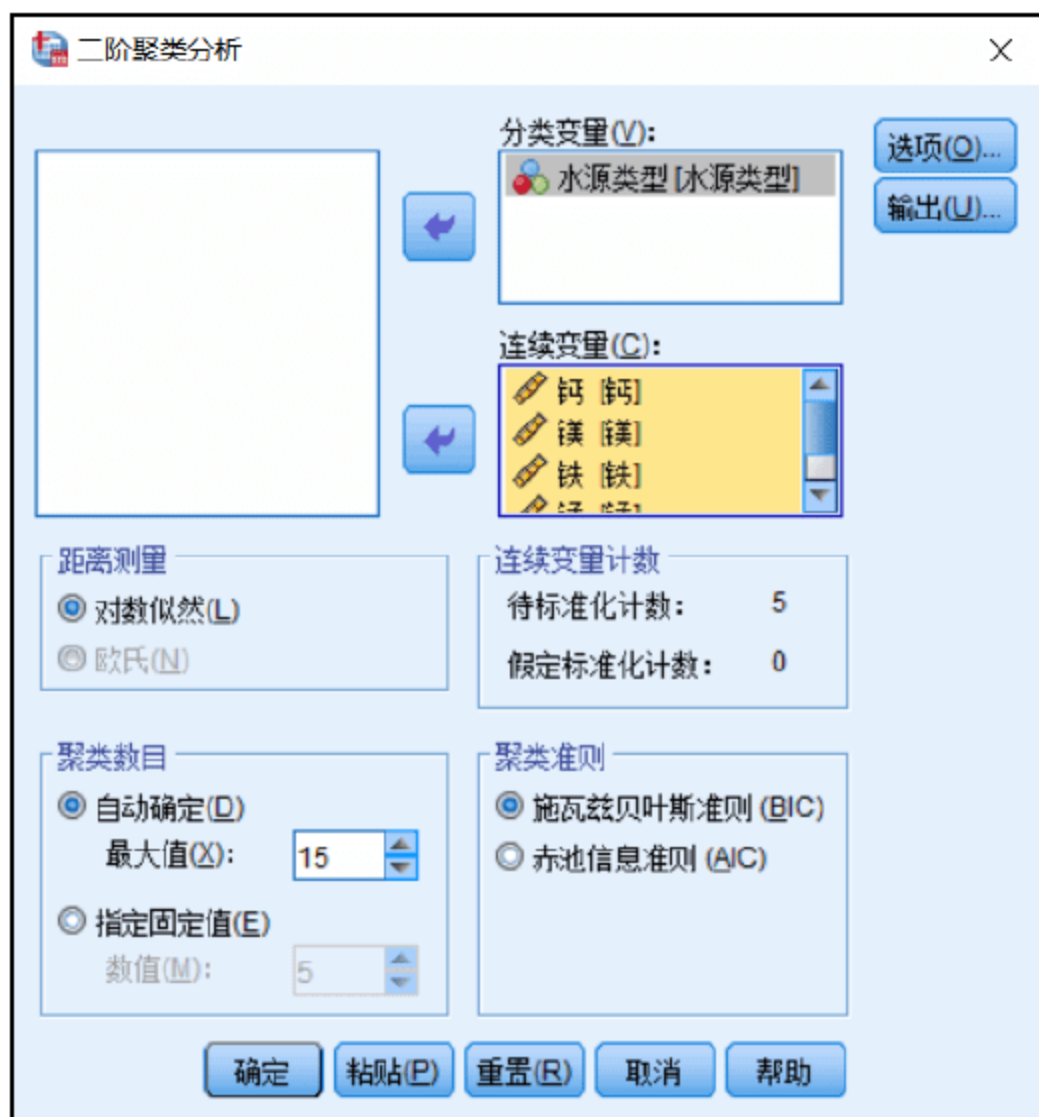 二阶聚类分析
分类变量(V):
水源类型 [水源类型]
选项(O)...
输出(U)...
连续变量(C):
钙 [钙]
镁 [镁]
铁 [铁]
距离测量
对数似然(L)
欧氏(N)
连续变量计数
待标准化计数: 5
假定标准化计数: 0
聚类数目
自动确定(D)
最大值(X): 15
指定固定值(E)
数值(M): 5
聚类准则
施瓦兹贝叶斯准则 (BIC)
赤池信息准则 (AIC)
确定 粘贴(P) 重置(R) 取消 帮助